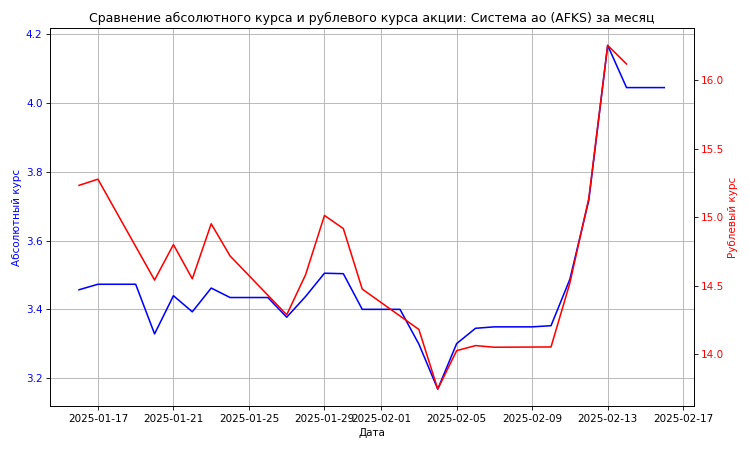 Сравнение абсолютного курса и рублевого курса акции: Система ао (AFKS) за месяц
4.2
4.0
3.8
3.6
3.4
3.2
Абсолютный курс
16.0
15.5
15.0
14.5
14.0
Рублевый курс
2025-01-17 2025-01-21 2025-01-25 2025-01-29 2025-02-01 2025-02-05 2025-02-09 2025-02-13 2025-02-17
Дата